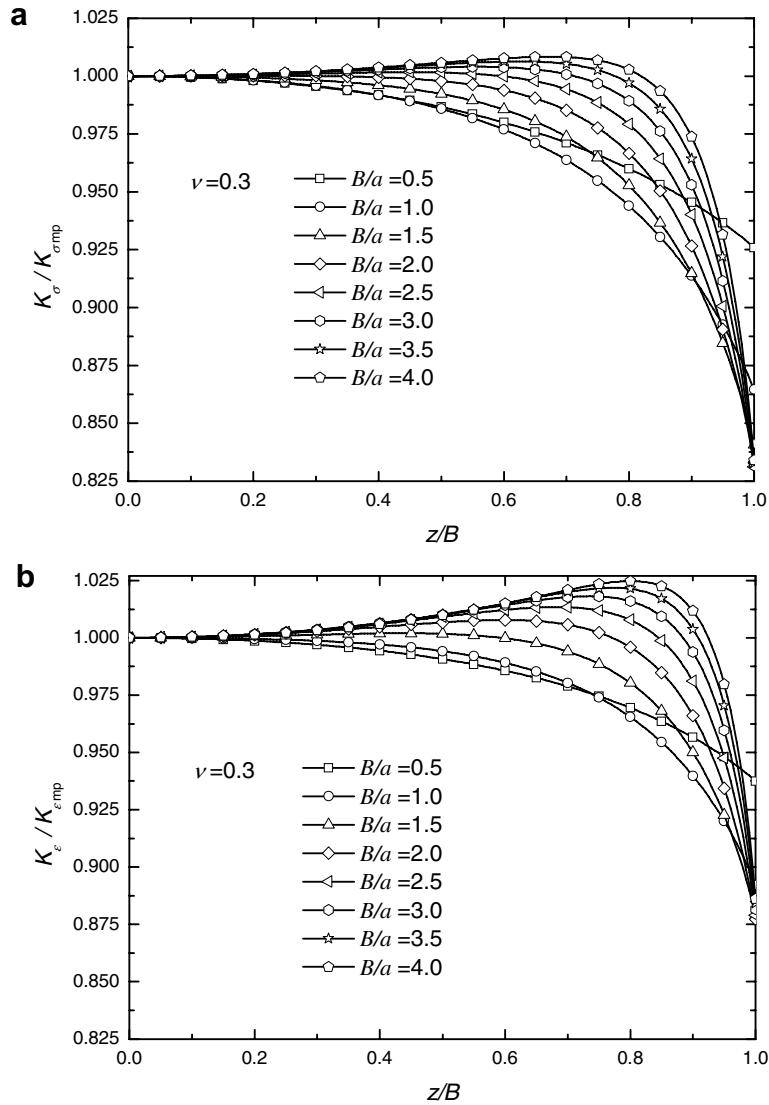 a
1.025
1.000
0.975
0.950
0.925
0.900
0.875
0.850
0.825
K_σ / K_σmp
ν=0.3
B/a =0.5
B/a =1.0
B/a =1.5
B/a =2.0
B/a =2.5
B/a =3.0
B/a =3.5
B/a =4.0
0.0 0.2 0.4 0.6 0.8 1.0
z/B
b
1.025
1.000
0.975
0.950
0.925
0.900
0.875
0.850
0.825
K_ε / K_εmp
ν=0.3
B/a =0.5
B/a =1.0
B/a =1.5
B/a =2.0
B/a =2.5
B/a =3.0
B/a =3.5
B/a =4.0
0.0 0.2 0.4 0.6 0.8 1.0
z/B